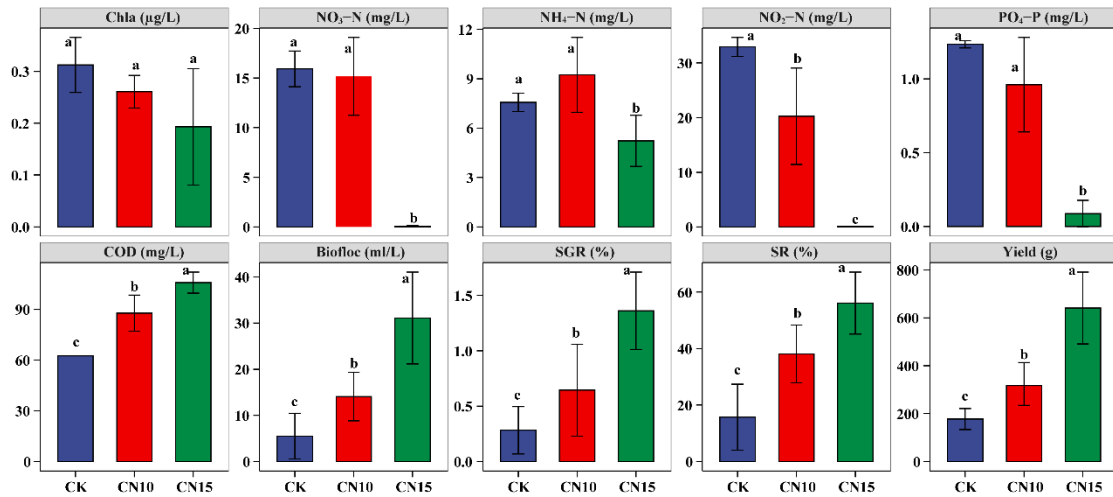 Chla (µg/L) NO₃−N (mg/L) NH₄−N (mg/L) NO₂−N (mg/L) PO₄−P (mg/L)
0.3
0.2
0.1
0.0
a
a
a
20
15
10
5
0
a
a
b
12
9
6
3
0
a
a
b
30
20
10
0
a
b
c
1.0
0.5
0.0
a
a
b
COD (mg/L) Biofloc (ml/L) SGR (%) SR (%) Yield (g)
90
60
30
0
c
b
a
40
30
20
10
0
c
b
a
1.5
1.0
0.5
0.0
c
b
a
60
40
20
0
c
b
a
800
600
400
200
0
c
b
a
CK CN10 CN15 CK CN10 CN15 CK CN10 CN15 CK CN10 CN15 CK CN10 CN15